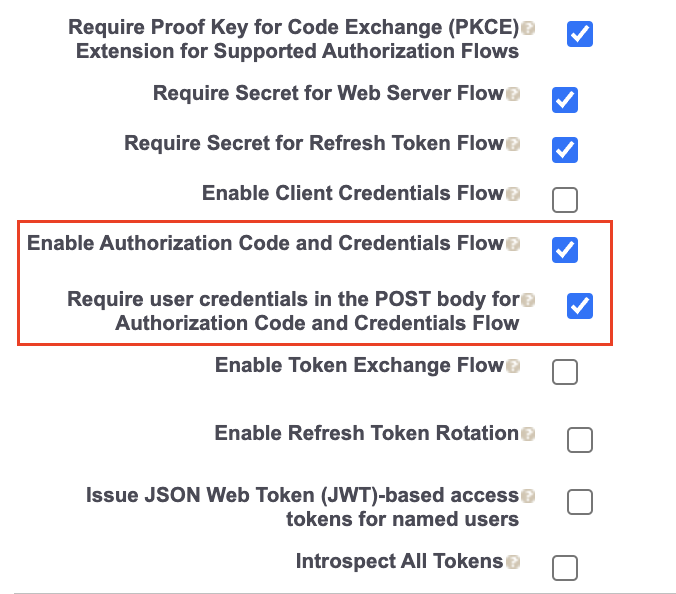 Require Proof Key for Code Exchange (PKCE)
Extension for Supported Authorization Flows
Require Secret for Web Server Flow
Require Secret for Refresh Token Flow
Enable Client Credentials Flow
Enable Authorization Code and Credentials Flow
Require user credentials in the POST body for
Authorization Code and Credentials Flow
Enable Token Exchange Flow
Enable Refresh Token Rotation
Issue JSON Web Token (JWT)-based access
tokens for named users
Introspect All Tokens